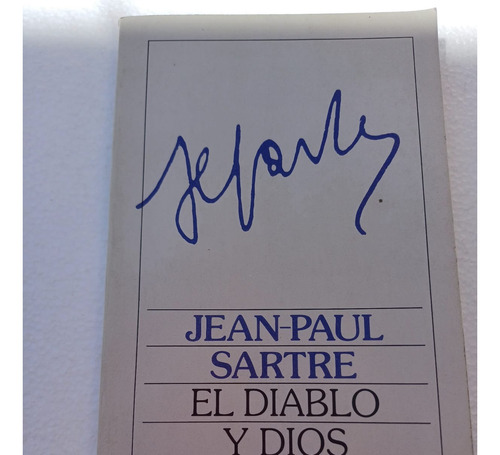 JEAN-PAUL
SARTRE
EL DIABLO
Y DIOS